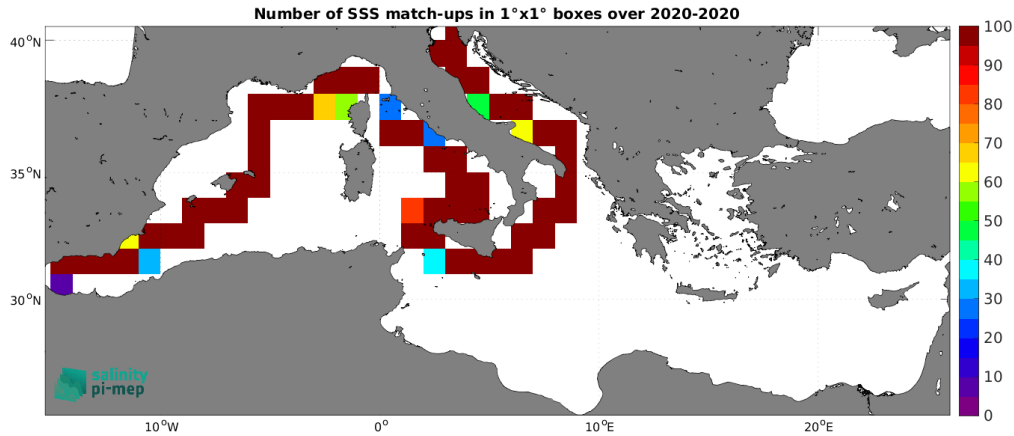 Number of SSS match-ups in 1°x1° boxes over 2020-2020
40°N
35°N
30°N
10°W
0°
10°E
20°E
100
90
80
70
60
50
40
30
20
10
0
salinity
pi-mep